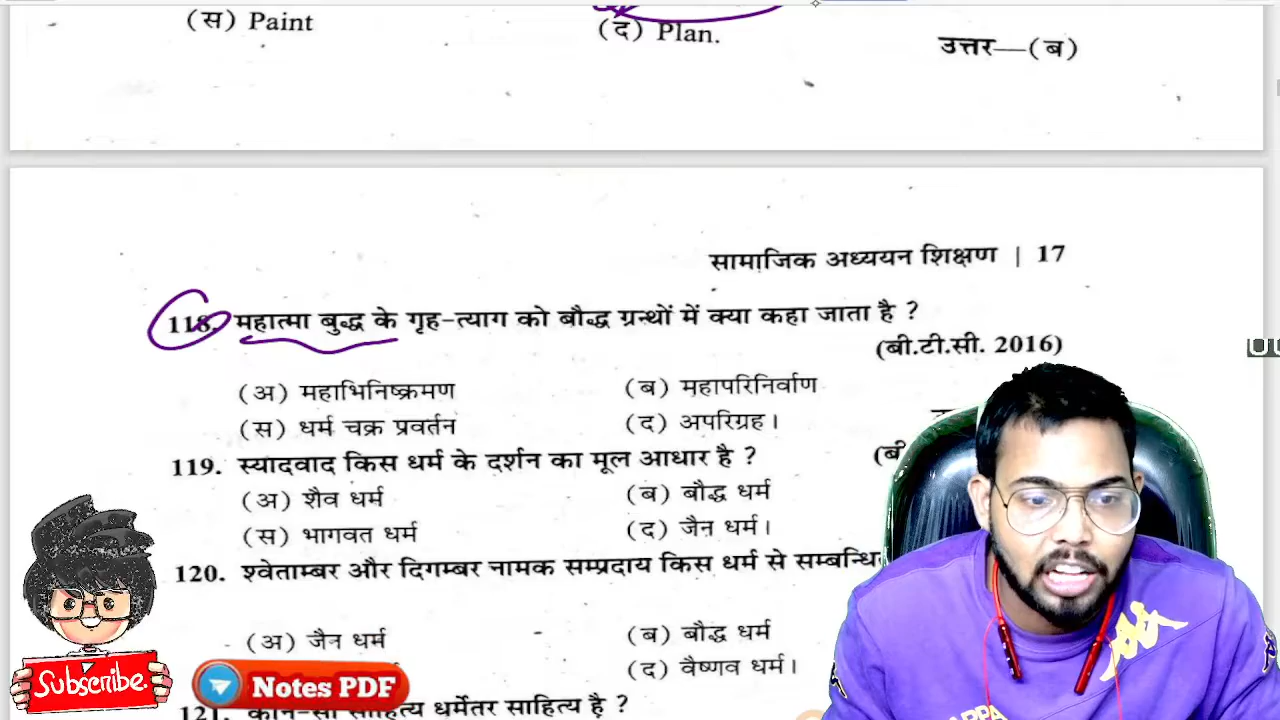 (स) Paint
(द) Plan.
उत्तर—(ब)
सामाजिक अध्ययन शिक्षण | 17
118. महात्मा बुद्ध के गृह-त्याग को बौद्ध ग्रन्थों में क्या कहा जाता है ?
(बी.टी.सी. 2016)
(अ) महाभिनिष्क्रमण
(ब) महापरिनिर्वाण
(स) धर्म चक्र प्रवर्तन
(द) अपरिग्रह।
119. स्यादवाद किस धर्म के दर्शन का मूल आधार है ?
(अ) शैव धर्म
(ब) बौद्ध धर्म
(स) भागवत धर्म
(द) जैन धर्म।
120. श्वेताम्बर और दिगम्बर नामक सम्प्रदाय किस धर्म से
(अ) जैन धर्म
(ब) बौद्ध धर्म
(द) वैष्णव धर्म।
121. कौन-सा साहित्य धर्मेतर साहित्य है ?
Subscribe
Notes PDF